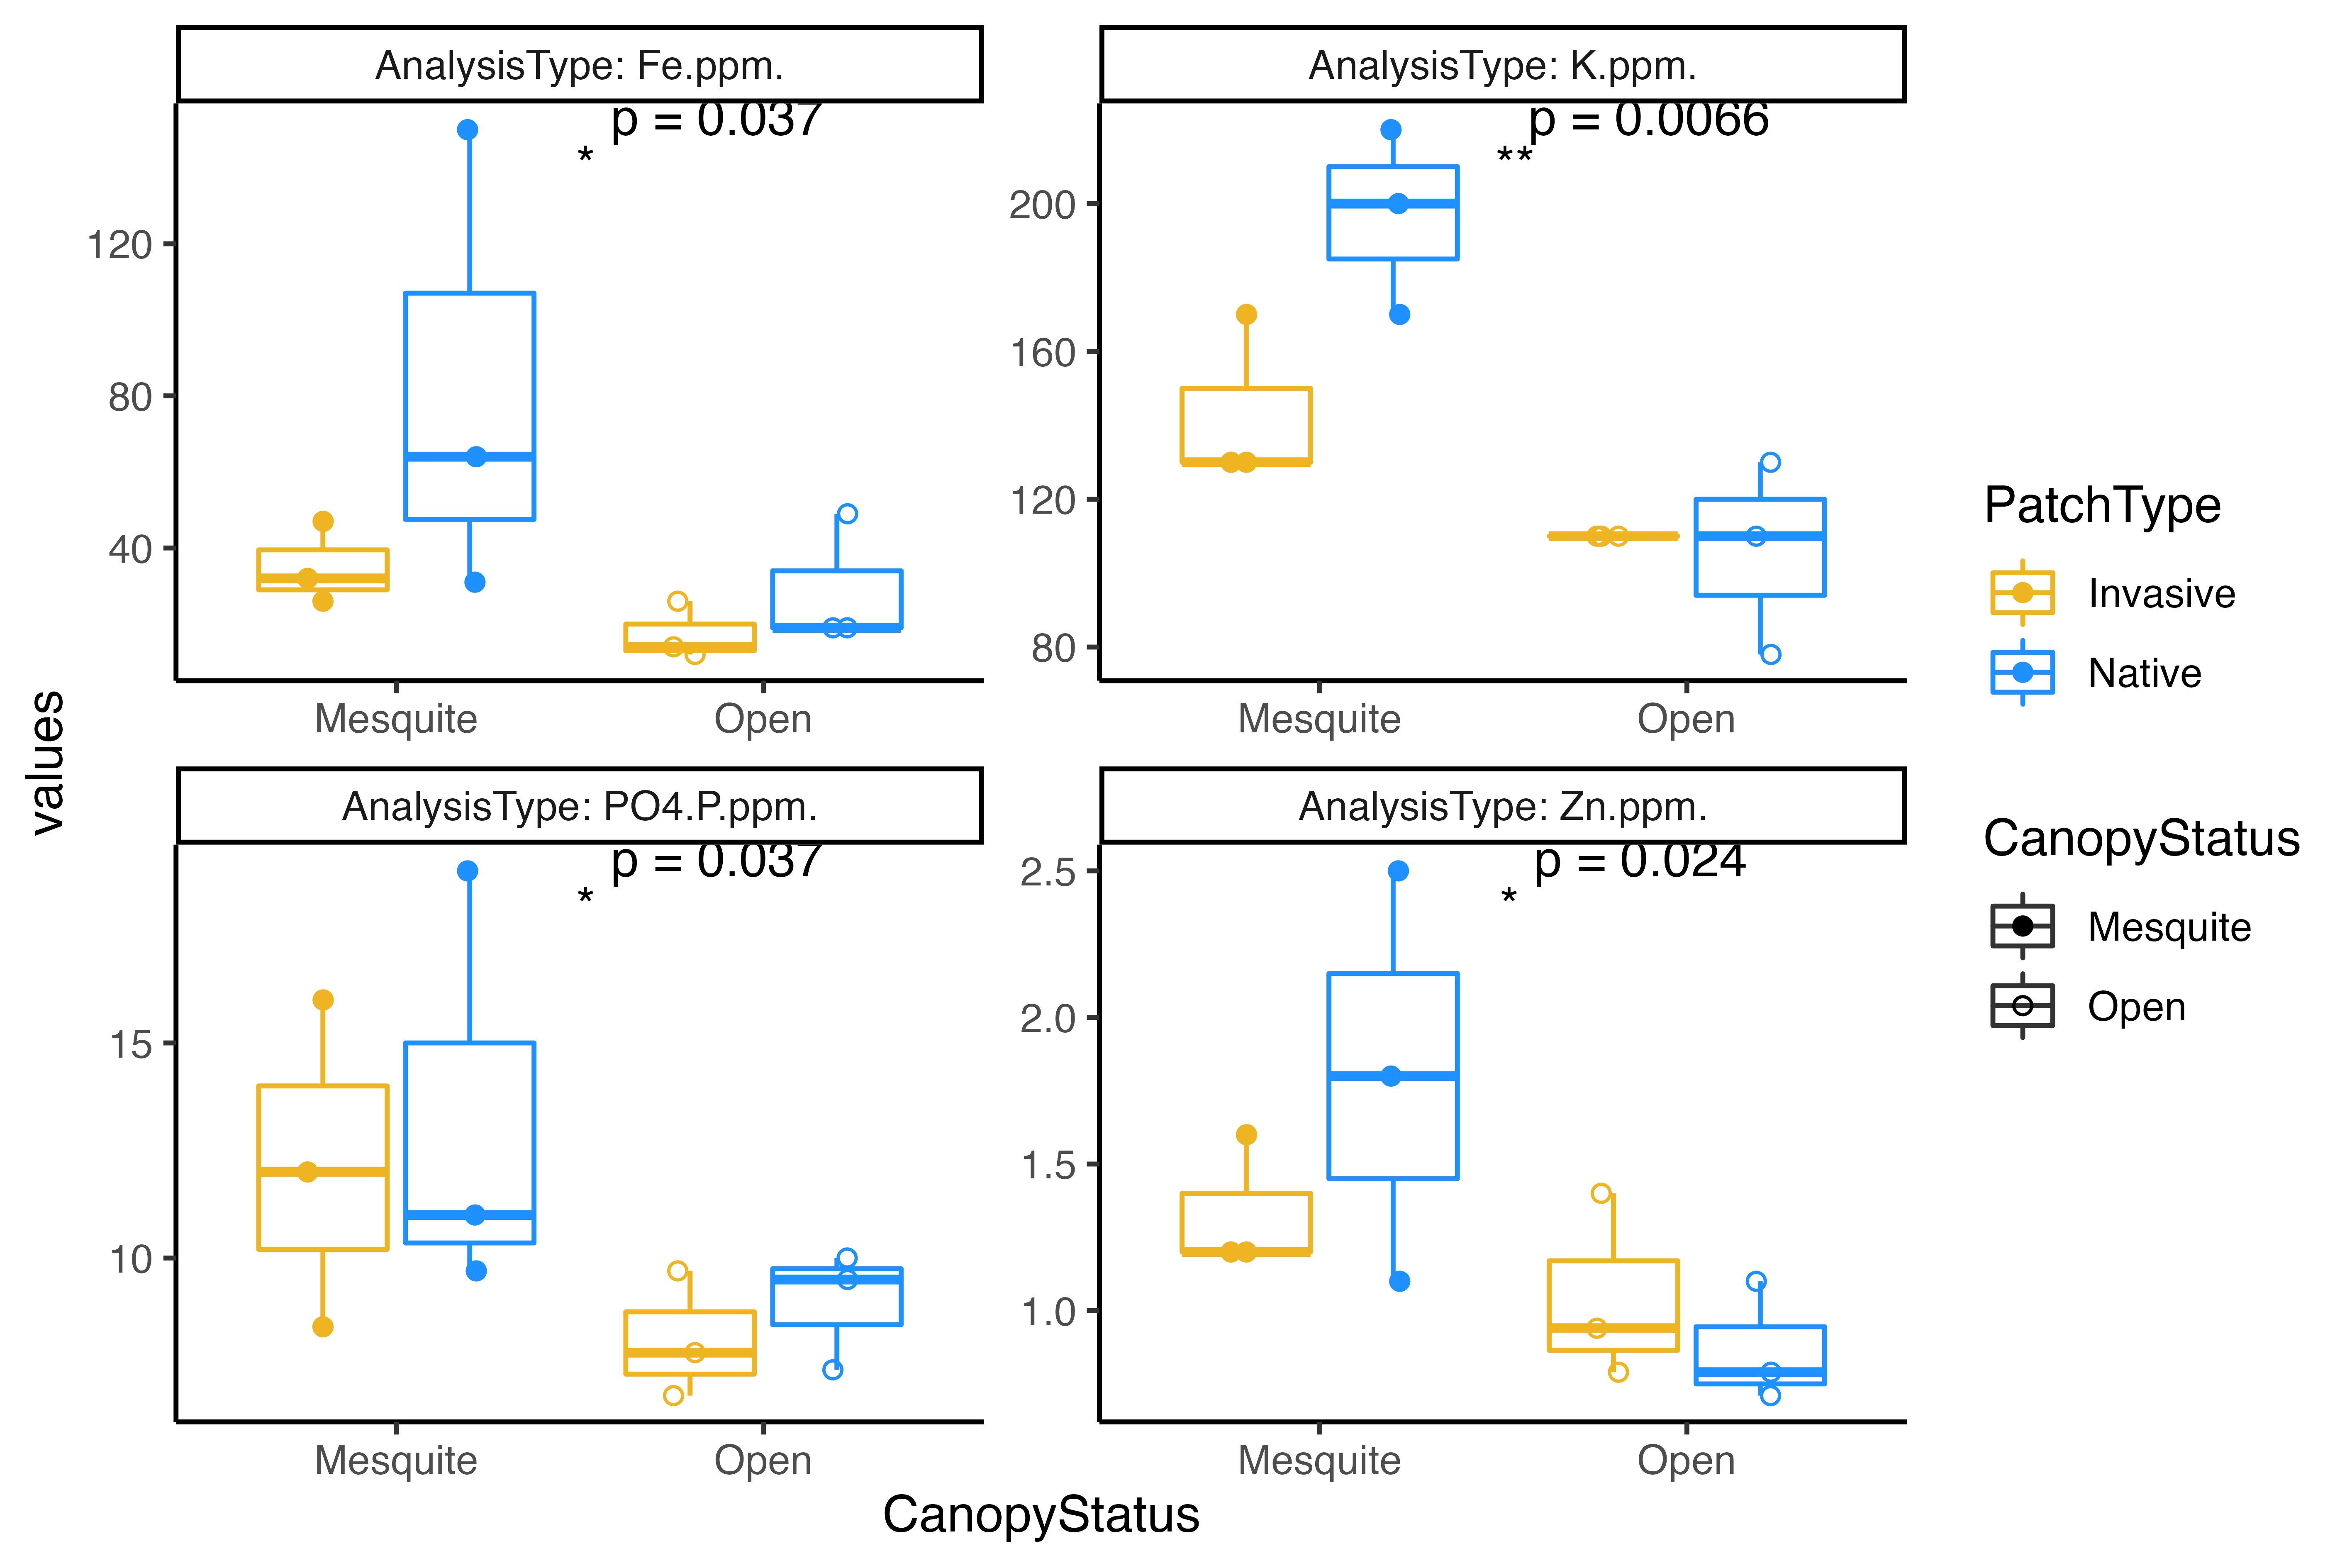 AnalysisType: Fe.ppm.
p = 0.037
*
120
80
40
Mesquite Open
AnalysisType: K.ppm.
p = 0.0066
**
200
160
120
80
Mesquite Open
AnalysisType: PO4.P.ppm.
p = 0.037
*
15
10
Mesquite Open
AnalysisType: Zn.ppm.
p = 0.024
*
2.5
2.0
1.5
1.0
Mesquite Open
values
CanopyStatus
PatchType
Invasive
Native
CanopyStatus
Mesquite
Open